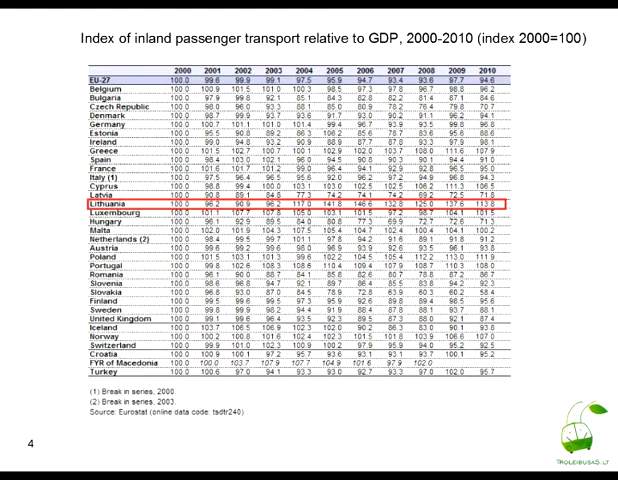 Index of inland passenger transport relative to GDP, 2000-2010 (index 2000=100)
2000 2001 2002 2003 2004 2005 2006 2007 2008 2009 2010
EU-27 100.0 99.6 99.9 99.1 97.5 95.9 94.7 93.4 93.6 97.7 94.6
Belgium 100.0 100.9 101.5 101.0 100.3 98.5 97.3 97.8 96.7 98.8 96.2
Bulgaria 100.0 97.9 99.8 92.1 85.1 84.3 82.8 82.2 81.4 87.1 84.6
Czech Republic 100.0 98.0 96.0 93.3 88.1 85.0 80.9 78.2 76.4 79.8 70.7
Denmark 100.0 98.7 99.9 93.7 93.6 91.7 93.0 90.2 91.1 96.2 94.1
Germany 100.0 100.7 101.1 101.0 101.4 99.4 96.7 93.9 93.5 99.8 96.8
Estonia 100.0 95.5 90.8 89.2 86.3 106.2 85.6 78.7 83.6 95.6 88.6
Ireland 100.0 99.0 94.8 93.2 90.9 88.9 87.7 87.8 93.3 97.9 98.1
Greece 100.0 101.5 102.7 100.7 100.1 102.9 102.0 103.7 108.0 111.6 107.9
Spain 100.0 98.4 103.0 102.1 96.0 94.5 90.8 90.3 90.1 94.4 91.0
France 100.0 101.6 101.7 101.2 99.0 96.4 94.1 92.9 92.8 96.5 95.0
Italy (1) 100.0 97.5 96.4 96.5 95.6 92.0 96.2 97.2 94.9 96.8 94.3
Cyprus 100.0 98.8 99.4 100.0 103.1 103.0 102.5 102.5 106.2 111.3 106.5
Latvia 100.0 90.8 89.1 84.8 77.3 74.2 74.1 74.2 69.2 72.5 71.8
Lithuania 100.0 96.2 90.9 96.2 117.0 141.8 146.6 132.8 125.0 137.6 113.8
Luxembourg 100.0 101.1 107.7 107.8 105.0 103.1 101.5 97.2 98.7 104.1 101.5
Hungary 100.0 96.1 92.9 89.5 84.0 80.8 77.3 69.9 72.7 72.6 71.3
Malta 100.0 102.0 101.9 104.3 107.5 105.4 104.7 102.4 100.4 104.1 100.2
Netherlands (2) 100.0 98.4 99.5 99.7 101.1 97.8 94.2 91.6 89.1 91.8 91.2
Austria 100.0 99.6 99.2 99.6 98.0 96.9 93.9 92.6 93.5 96.1 93.8
Poland 100.0 101.5 103.1 101.3 99.6 102.2 104.5 105.4 112.2 113.0 111.9
Portugal 100.0 99.8 102.6 108.3 108.6 110.4 109.4 107.9 108.7 110.3 108.0
Romania 100.0 96.1 90.0 88.7 84.1 85.8 82.6 80.7 78.8 87.2 86.7
Slovenia 100.0 98.6 96.8 94.7 92.1 89.7 86.4 85.5 83.8 94.2 92.3
Slovakia 100.0 96.8 93.0 87.0 84.5 78.9 72.8 63.9 60.3 60.2 58.4
Finland 100.0 99.5 99.6 99.5 97.3 95.9 92.6 89.8 89.4 98.5 95.6
Sweden 100.0 99.8 99.9 98.2 94.4 91.9 88.4 87.8 88.1 93.7 88.1
United Kingdom 100.0 99.1 99.6 96.4 93.5 92.3 89.5 87.3 88.0 92.1 87.4
Iceland 100.0 103.7 106.5 106.9 102.3 102.0 90.2 86.3 83.0 90.1 93.8
Norway 100.0 100.2 100.8 101.6 102.4 102.3 101.5 101.8 103.9 106.6 107.0
Switzerland 100.0 99.9 101.0 102.3 100.9 100.2 97.9 95.9 94.0 95.2 92.5
Croatia 100.0 100.9 100.1 97.2 95.7 93.6 93.1 93.1 93.7 100.1 95.2
FYR of Macedonia 100.0 100.0 103.7 107.9 107.7 104.9 101.6 97.9 102.0
Turkey 100.0 100.6 97.0 94.1 93.3 93.0 92.7 93.3 97.0 102.0 95.7
(1) Break in series, 2000.
(2) Break in series, 2003.
Source: Eurostat (online data code: tsdtr240)
4
TROLEIBUSAS.LT